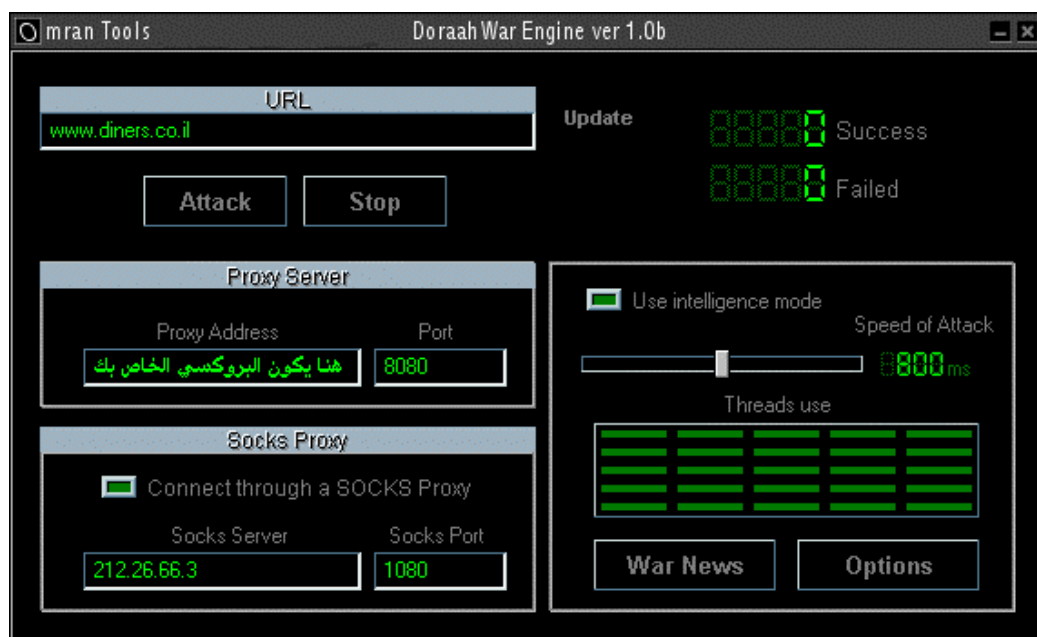 Omran Tools Doraah War Engine ver 1.0b
URL
www.diners.co.il
Attack Stop
Update
0 Success
0 Failed
Proxy Server
Proxy Address Port
هنا يكون البروكسي الخاص بك 8080
Socks Proxy
Connect through a SOCKS Proxy
Socks Server Socks Port
212.26.66.3 1080
Use intelligence mode
Speed of Attack
800 ms
Threads use
War News Options